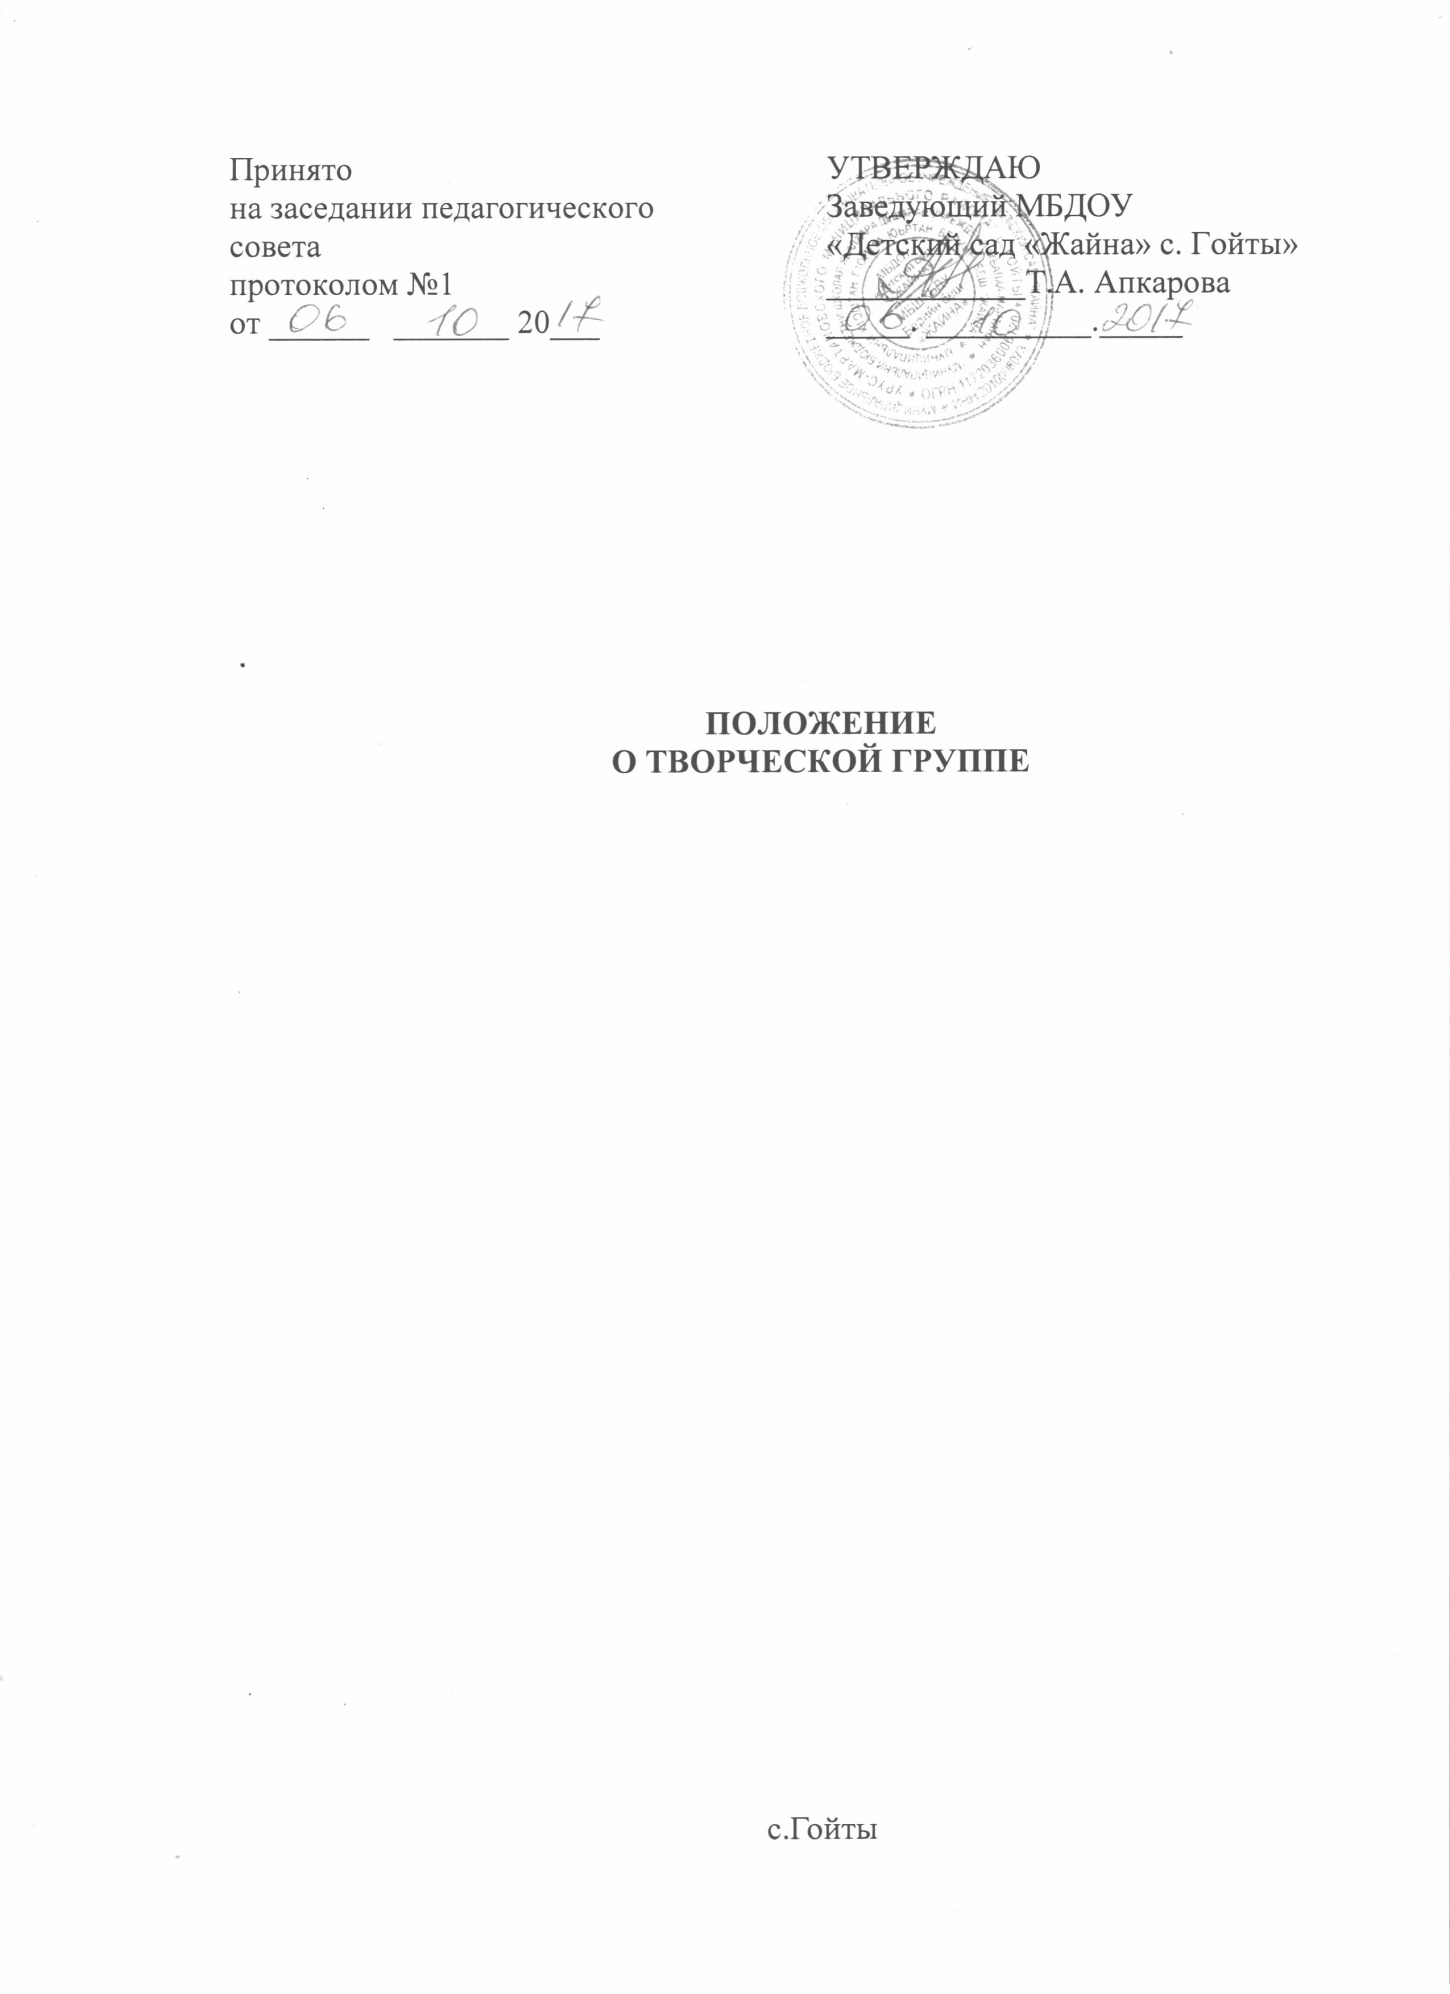 Принято
на заседании педагогического
совета
протоколом №1
от 06 10 2017
УТВЕРЖДАЮ
Заведующий МБДОУ
«Детский сад «Жайна» с. Гойты»
Т.А. Апкарова
06.10.2017
ПОЛОЖЕНИЕ
О ТВОРЧЕСКОЙ ГРУППЕ
с.Гойты